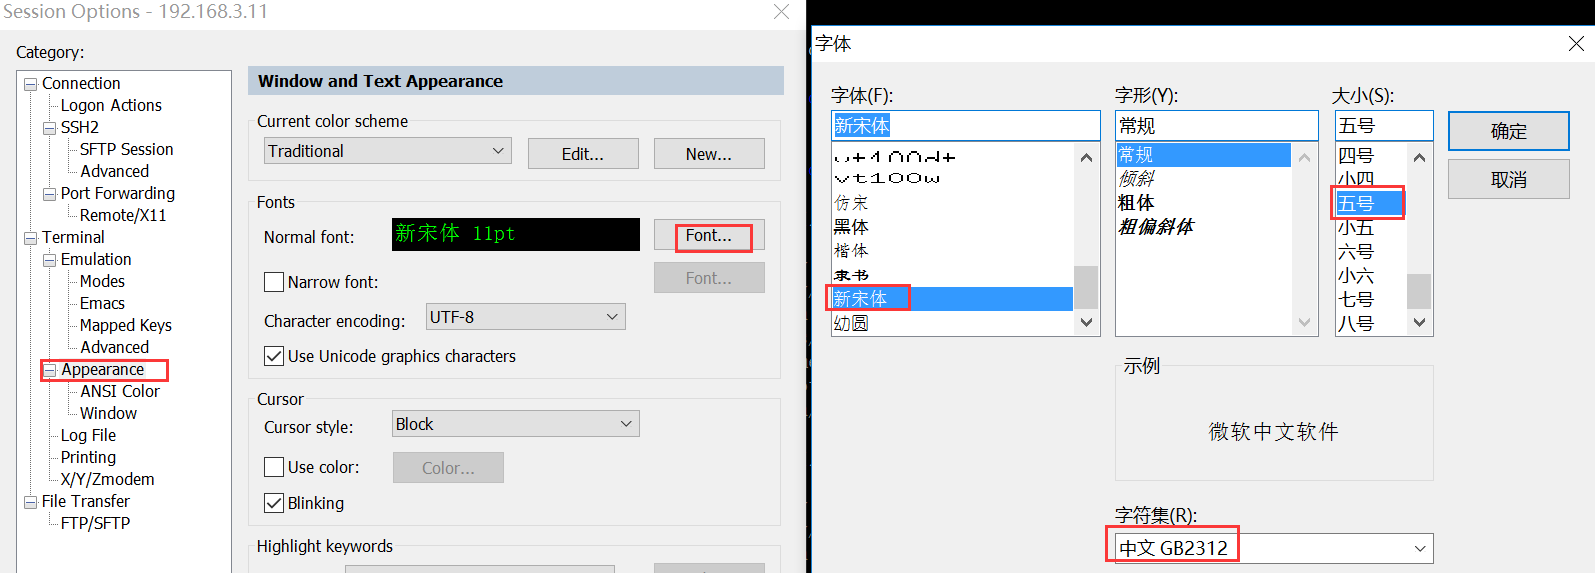 Session Options - 192.168.3.11
Category:
Connection
Logon Actions
SSH2
SFTP Session
Advanced
Port Forwarding
Remote/X11
Terminal
Emulation
Modes
Emacs
Mapped Keys
Advanced
Appearance
ANSI Color
Window
Log File
Printing
X/Y/Zmodem
File Transfer
FTP/SFTP
Window and Text Appearance
Current color scheme
Traditional
Edit...
New...
Fonts
Normal font:
新宋体 11pt
Font...
Narrow font:
Font...
Character encoding:
UTF-8
Use Unicode graphics characters
Cursor
Cursor style:
Block
Use color:
Color...
Blinking
Highlight keywords
字体
字体(F):
新宋体
vt100dt
vt100w
仿宋
黑体
楷体
隶书
新宋体
幼圆
字形(Y):
常规
常规
倾斜
粗体
粗偏斜体
大小(S):
五号
四号
小四
五号
小五
六号
小六
七号
八号
确定
取消
示例
微软中文软件
字符集(R):
中文 GB2312